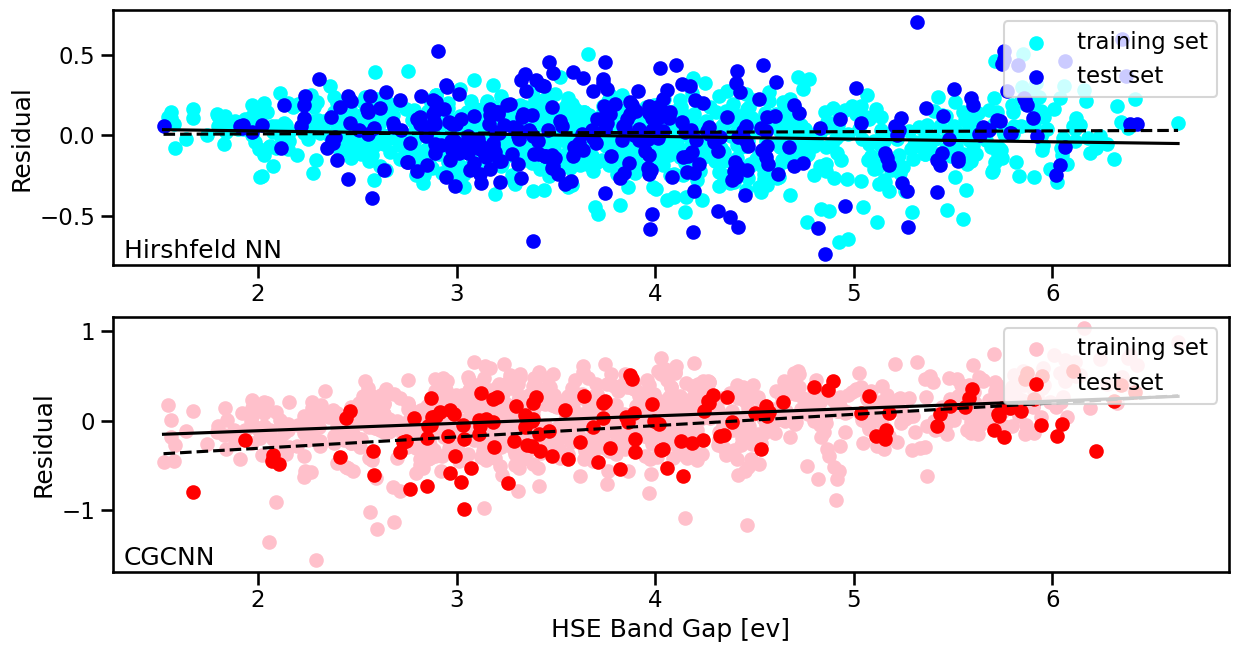 0.5
0.0
−0.5
Residual
training set
test set
Hirshfeld NN
2 3 4 5 6
1
0
−1
Residual
training set
test set
CGCNN
2 3 4 5 6
HSE Band Gap [ev]